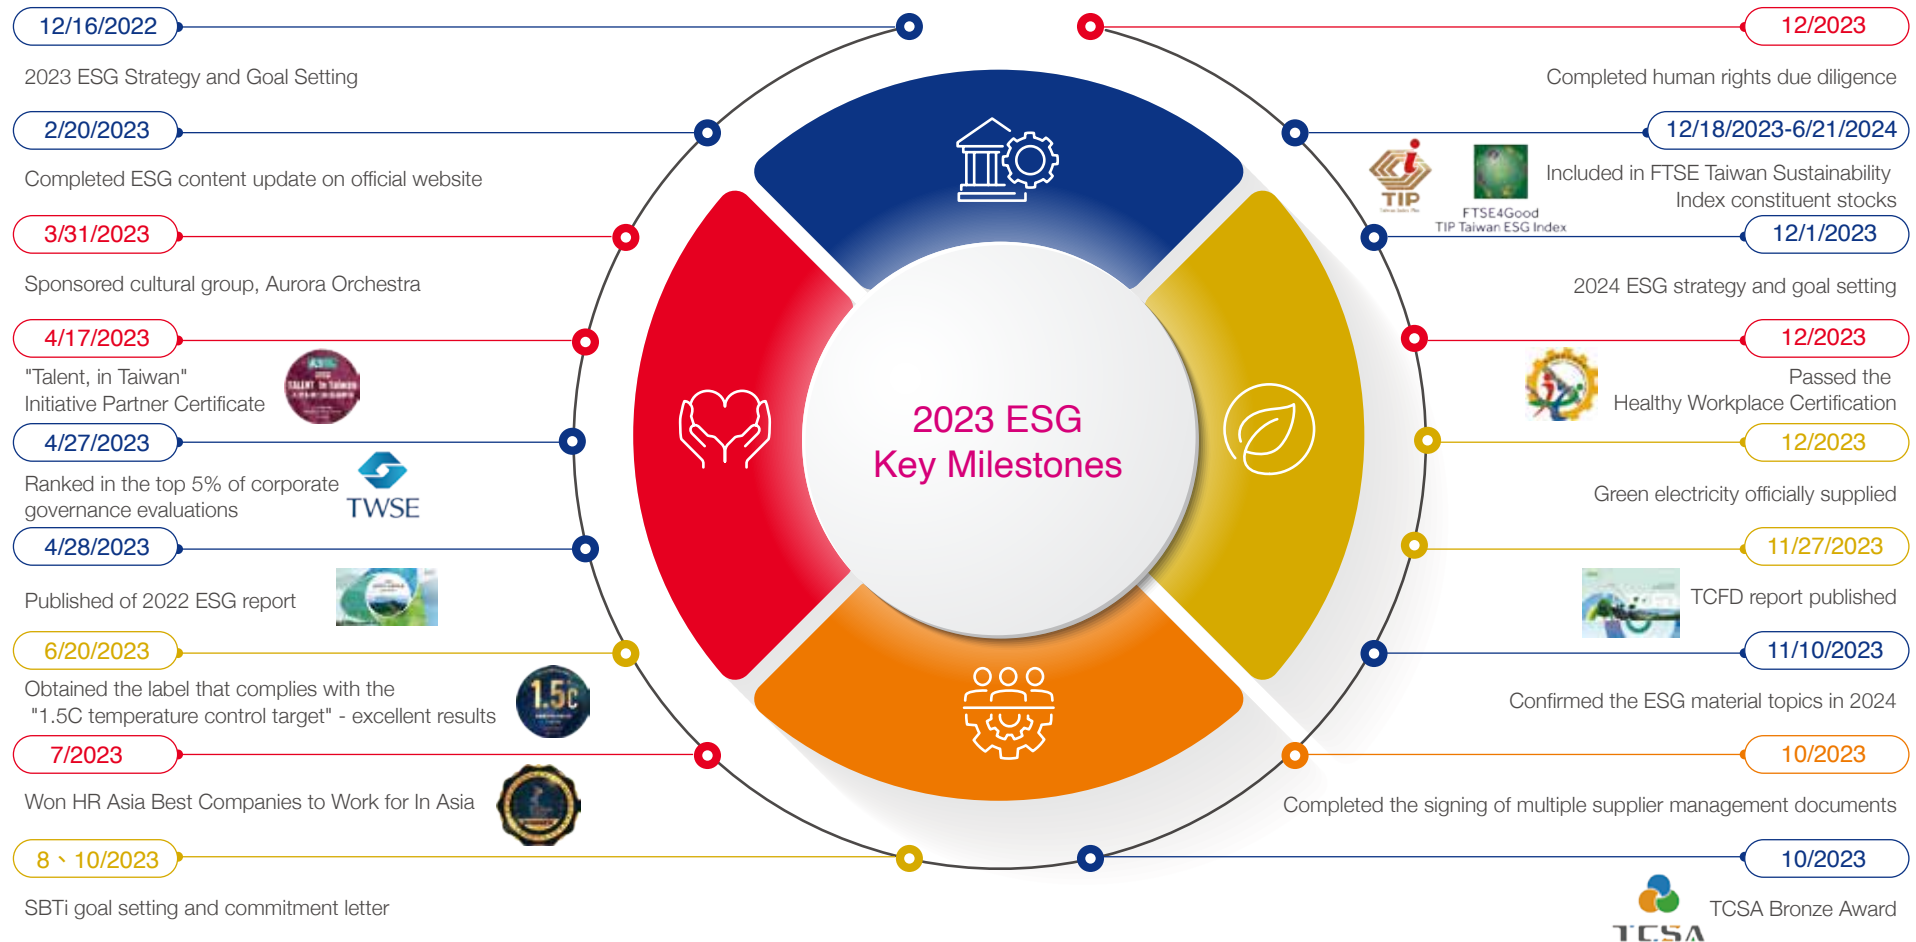 12/16/2022
2023 ESG Strategy and Goal Setting
2/20/2023
Completed ESG content update on official website
3/31/2023
Sponsored cultural group, Aurora Orchestra
4/17/2023
"Talent, in Taiwan"
Initiative Partner Certificate
TALENT in Taiwan
4/27/2023
Ranked in the top 5% of corporate
governance evaluations
TWSE
4/28/2023
Published of 2022 ESG report
6/20/2023
Obtained the label that complies with the
"1.5C temperature control target" - excellent results
1.5c
7/2023
Won HR Asia Best Companies to Work for In Asia
8、10/2023
SBTi goal setting and commitment letter
2023 ESG
Key Milestones
12/2023
Completed human rights due diligence
12/18/2023-6/21/2024
Included in FTSE Taiwan Sustainability
Index constituent stocks
TIP
FTSE4Good
TIP Taiwan ESG Index
12/1/2023
2024 ESG strategy and goal setting
12/2023
Passed the
Healthy Workplace Certification
12/2023
Green electricity officially supplied
11/27/2023
TCFD report published
11/10/2023
Confirmed the ESG material topics in 2024
10/2023
Completed the signing of multiple supplier management documents
10/2023
TCSA Bronze Award
TCSA